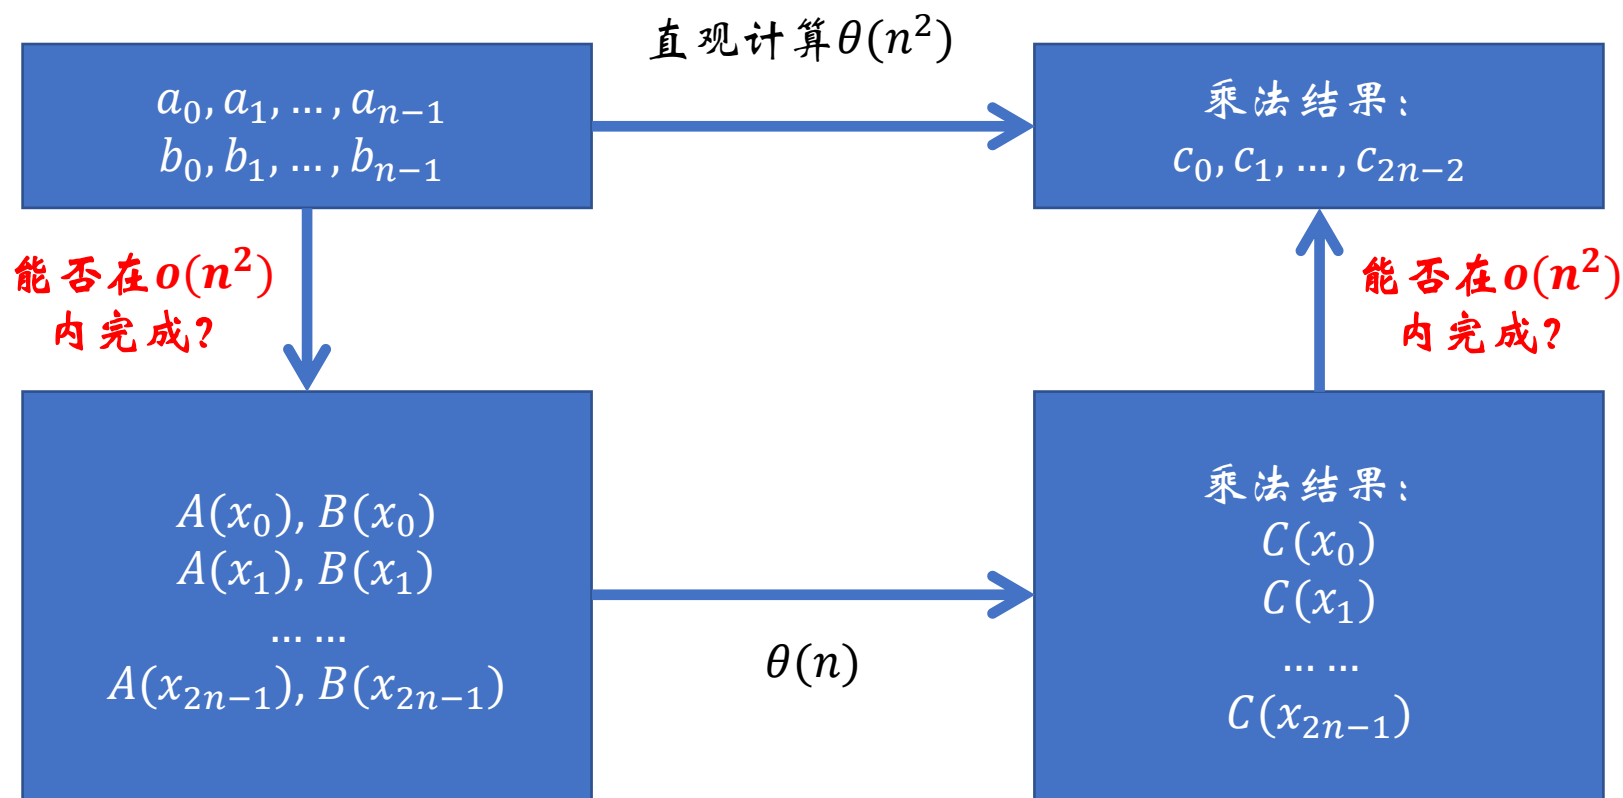 直观计算θ(n²)
a₀, a₁, ..., aₙ₋₁
b₀, b₁, ..., bₙ₋₁
乘法结果：
c₀, c₁, ..., c₂ₙ₋₂
能否在o(n²)
内完成？
能否在o(n²)
内完成？
A(x₀), B(x₀)
A(x₁), B(x₁)
... ...
A(x₂ₙ₋₁), B(x₂ₙ₋₁)
θ(n)
乘法结果：
C(x₀)
C(x₁)
... ...
C(x₂ₙ₋₁)